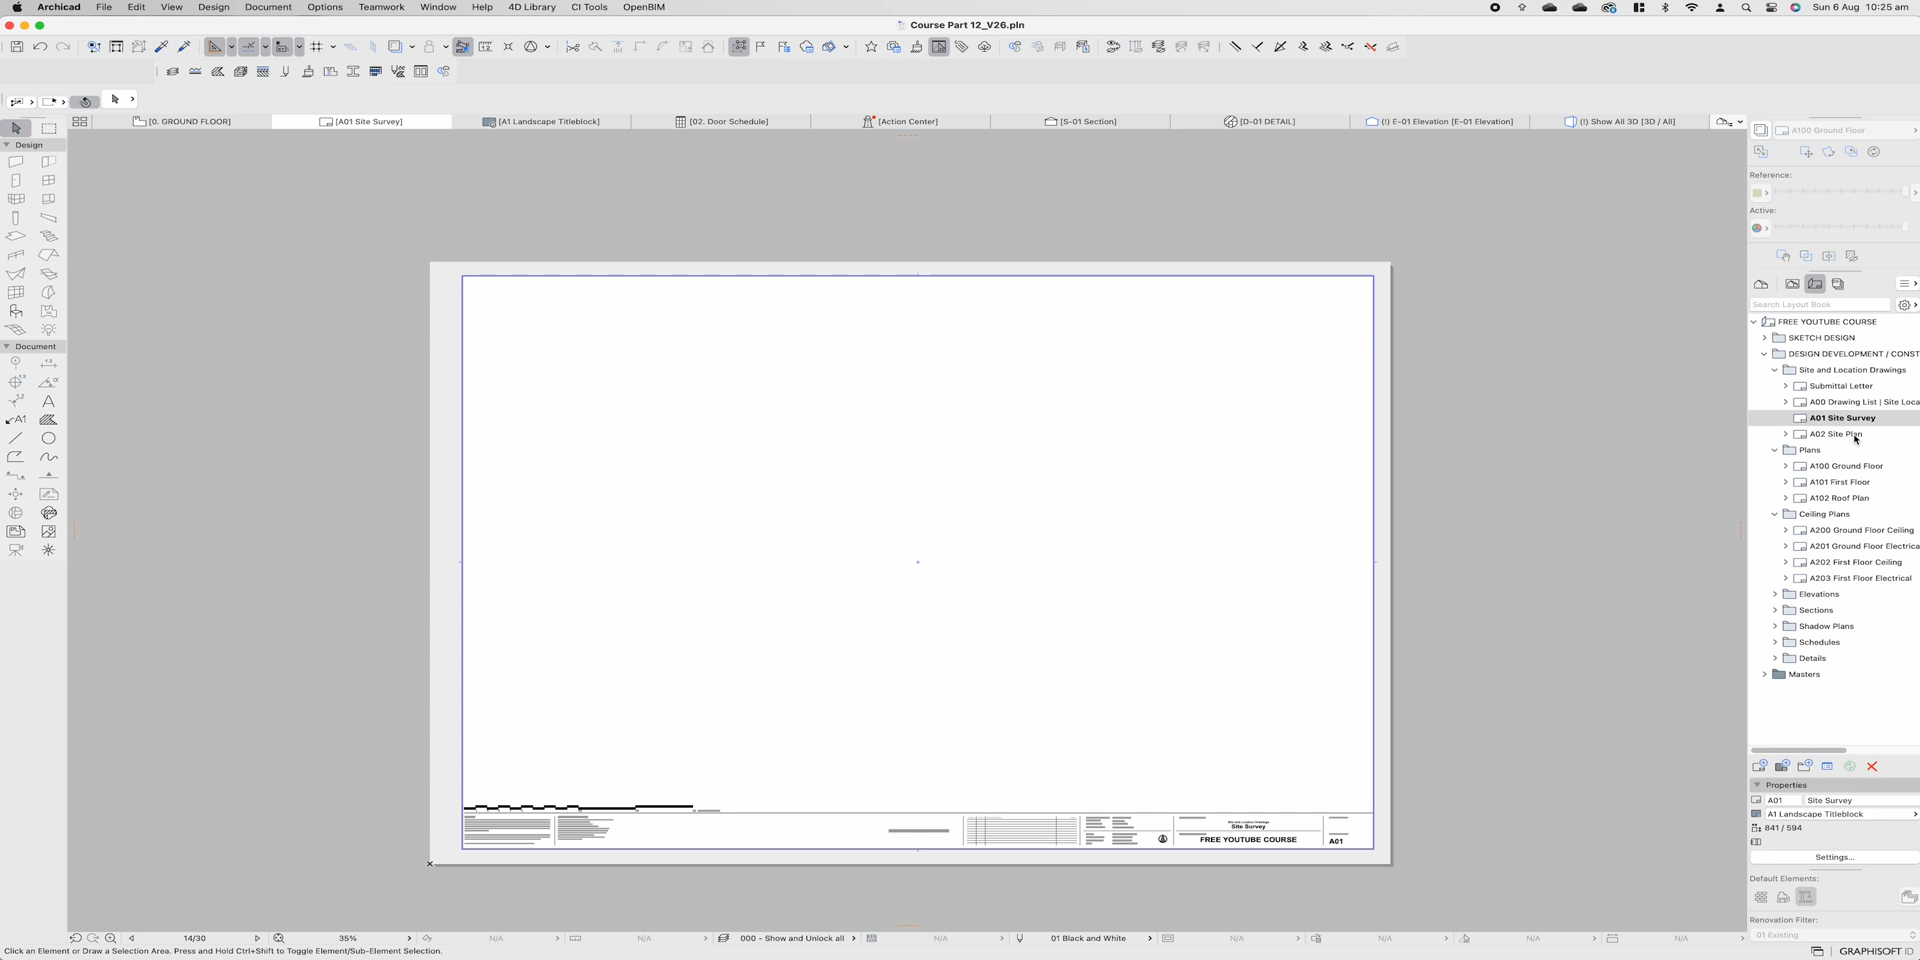 Archicad File Edit View Design Document Options Teamwork Window Help 4D Library CI Tools OpenBIM
Sun 6 Aug 10:25 am
Course Part 12_V26.pln
[0. GROUND FLOOR]
[A01 Site Survey]
[A1 Landscape Titleblock]
[02. Door Schedule]
[Action Center]
[S-01 Section]
[D-01 DETAIL]
(!) E-01 Elevation [E-01 Elevation]
(!) Show All 3D [3D / All]
Design
Document
A1
A100 Ground Floor
Reference:
Active:
Search Layout Book
FREE YOUTUBE COURSE
SKETCH DESIGN
DESIGN DEVELOPMENT / CONST
Site and Location Drawings
Submittal Letter
A00 Drawing List | Site Loca
A01 Site Survey
A02 Site Plan
Plans
A100 Ground Floor
A101 First Floor
A102 Roof Plan
Ceiling Plans
A200 Ground Floor Ceiling
A201 Ground Floor Electrica
A202 First Floor Ceiling
A203 First Floor Electrical
Elevations
Sections
Shadow Plans
Schedules
Details
Masters
Properties
A01 Site Survey
A1 Landscape Titleblock
841 / 594
Settings...
Default Elements:
Renovation Filter:
01 Existing
Site and Location Drawings
Site Survey
FREE YOUTUBE COURSE
A01
14/30
35%
N/A
N/A
000 - Show and Unlock all
N/A
01 Black and White
N/A
N/A
N/A
N/A
Click an Element or Draw a Selection Area. Press and Hold Ctrl+Shift to Toggle Element/Sub-Element Selection.
GRAPHISOFT ID